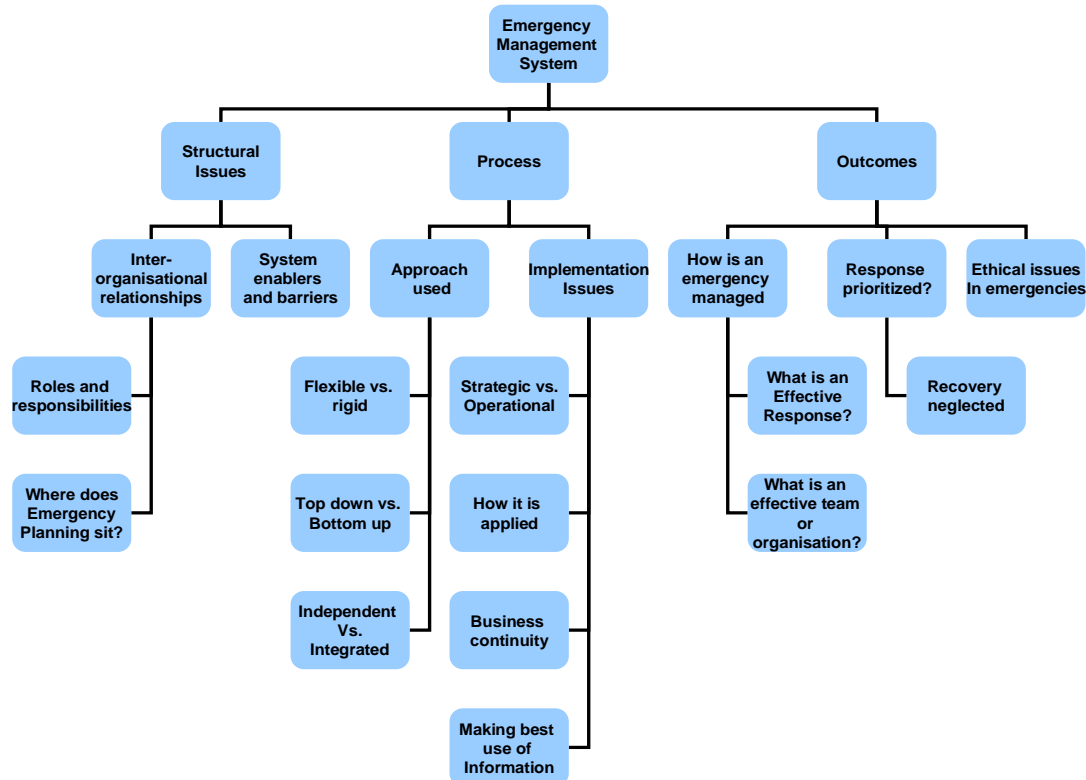 Emergency
Management
System
Structural
Issues
Process
Outcomes
Inter-
organisational
relationships
System
enablers
and barriers
Approach
used
Implementation
Issues
How is an
emergency
managed
Response
prioritized?
Ethical issues
In emergencies
Roles and
responsibilities
Flexible vs.
rigid
Strategic vs.
Operational
What is an
Effective
Response?
Recovery
neglected
Where does
Emergency
Planning sit?
Top down vs.
Bottom up
How it is
applied
What is an
effective team
or
organisation?
Independent
Vs.
Integrated
Business
continuity
Making best
use of
Information